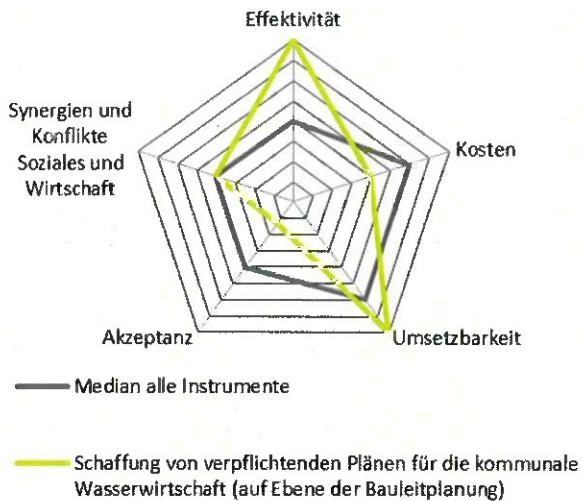 Effektivität
Synergien und
Konflikte
Soziales und
Wirtschaft
Kosten
Akzeptanz
Umsetzbarkeit
Median alle Instrumente
Schaffung von verpflichtenden Plänen für die kommunale
Wasserwirtschaft (auf Ebene der Bauleitplanung)